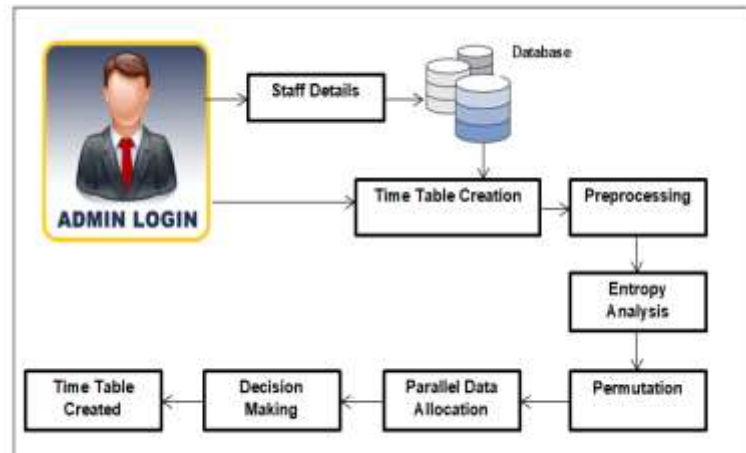 Database
Staff Details
ADMIN LOGIN
Time Table Creation
Preprocessing
Entropy
Analysis
Time Table
Created
Decision
Making
Parallel Data
Allocation
Permutation